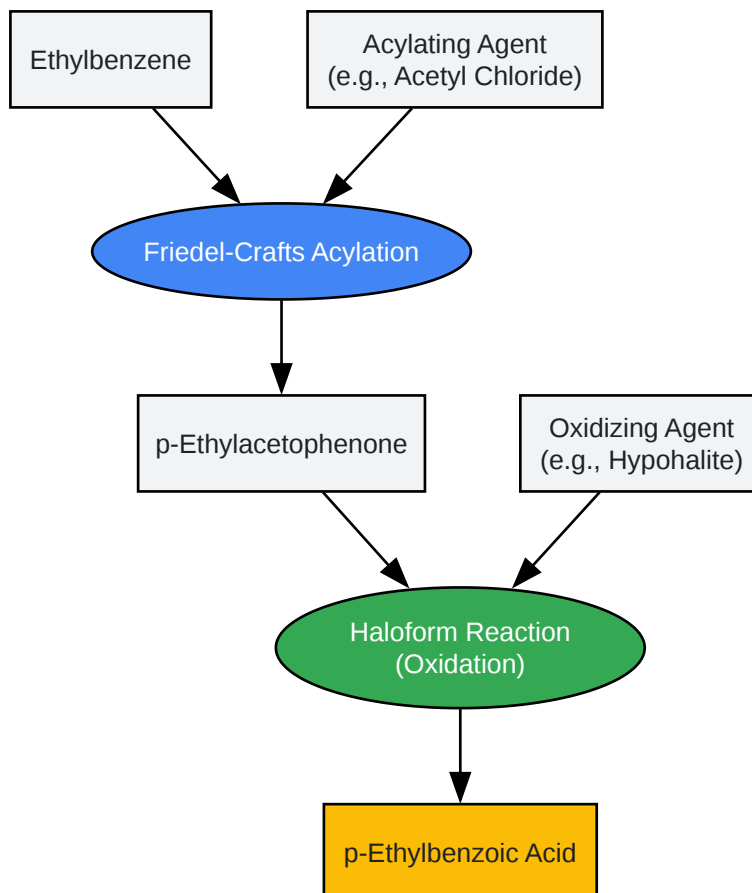 Ethylbenzene
Acylating Agent
(e.g., Acetyl Chloride)
Friedel-Crafts Acylation
p-Ethylacetophenone
Oxidizing Agent
(e.g., Hypohalite)
Haloform Reaction
(Oxidation)
p-Ethylbenzoic Acid